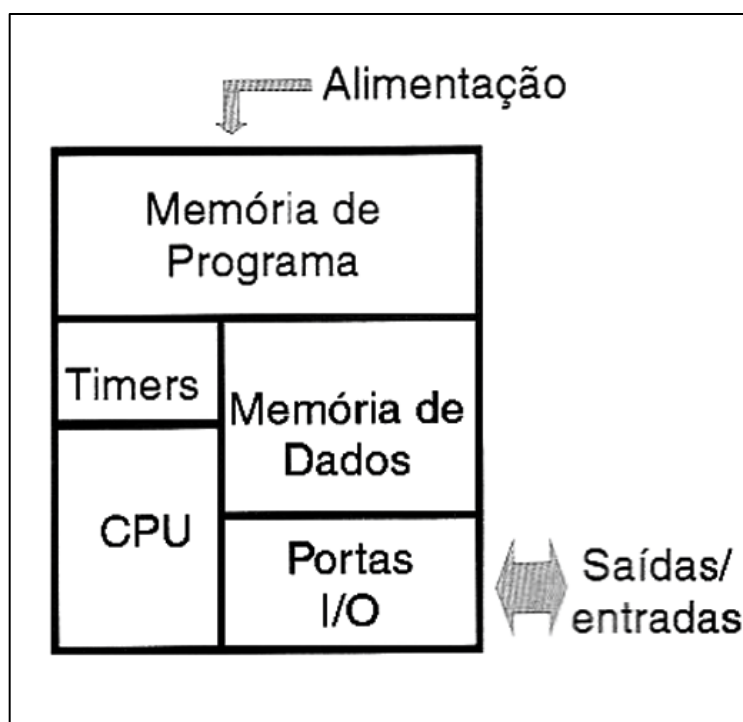 Alimentação
Memória de
Programa
Timers
Memória de
Dados
CPU
Portas
I/O
Saídas/
entradas